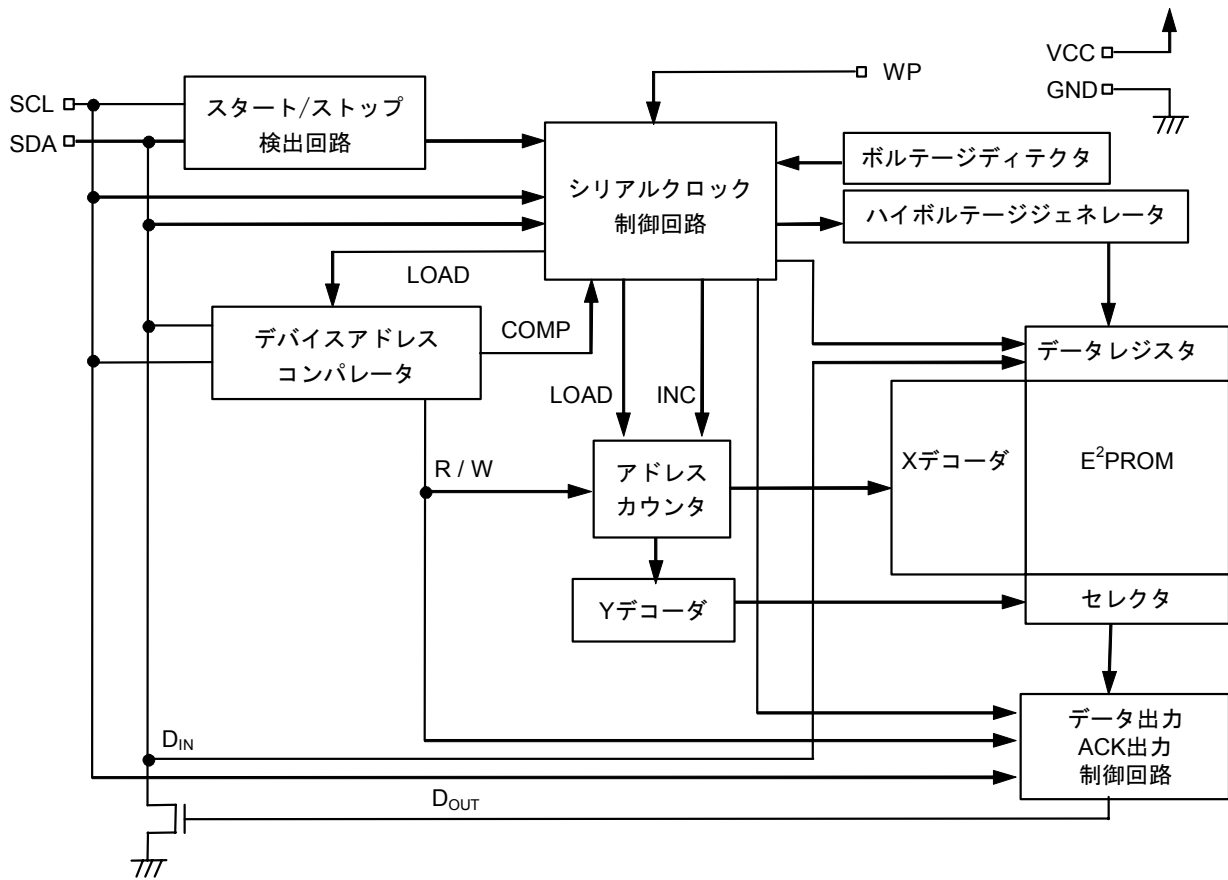 SCL
SDA
スタート/ストップ
検出回路
WP
VCC
GND
シリアルクロック
制御回路
ボルテージディテクタ
ハイボルテージジェネレータ
LOAD
デバイスアドレス
コンパレータ
COMP
LOAD
INC
データレジスタ
R / W
アドレス
カウンタ
Xデコーダ
E²PROM
Yデコーダ
セレクタ
データ出力
ACK出力
制御回路
DIN
DOUT